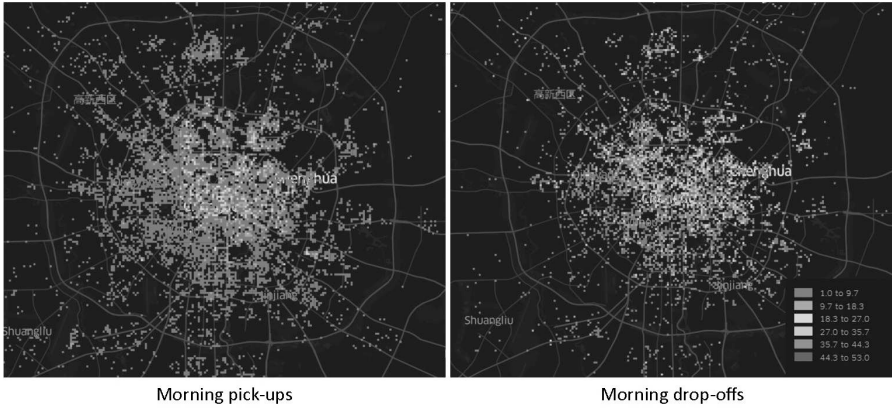 高新西区
Chenghua
Jinjiang
Shuangliu
高新西区
Chenghua
Jinjiang
Shuangliu
1.0 to 9.7
9.7 to 18.3
18.3 to 27.0
27.0 to 35.7
35.7 to 44.3
44.3 to 53.0
Morning pick-ups
Morning drop-offs